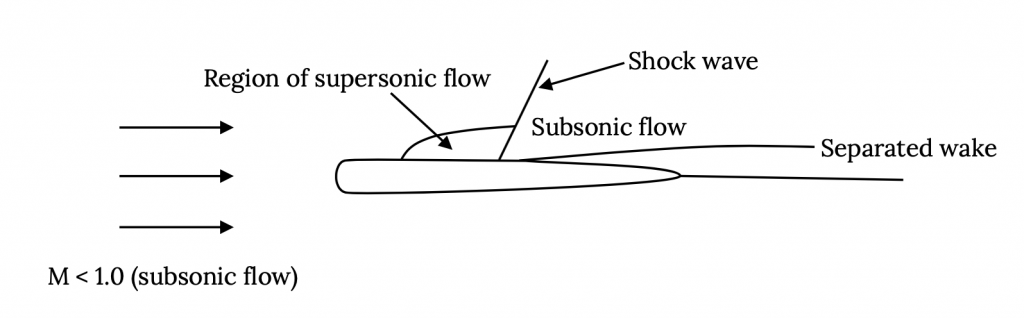 Shock wave
Region of supersonic flow
Subsonic flow
Separated wake
M < 1.0 (subsonic flow)